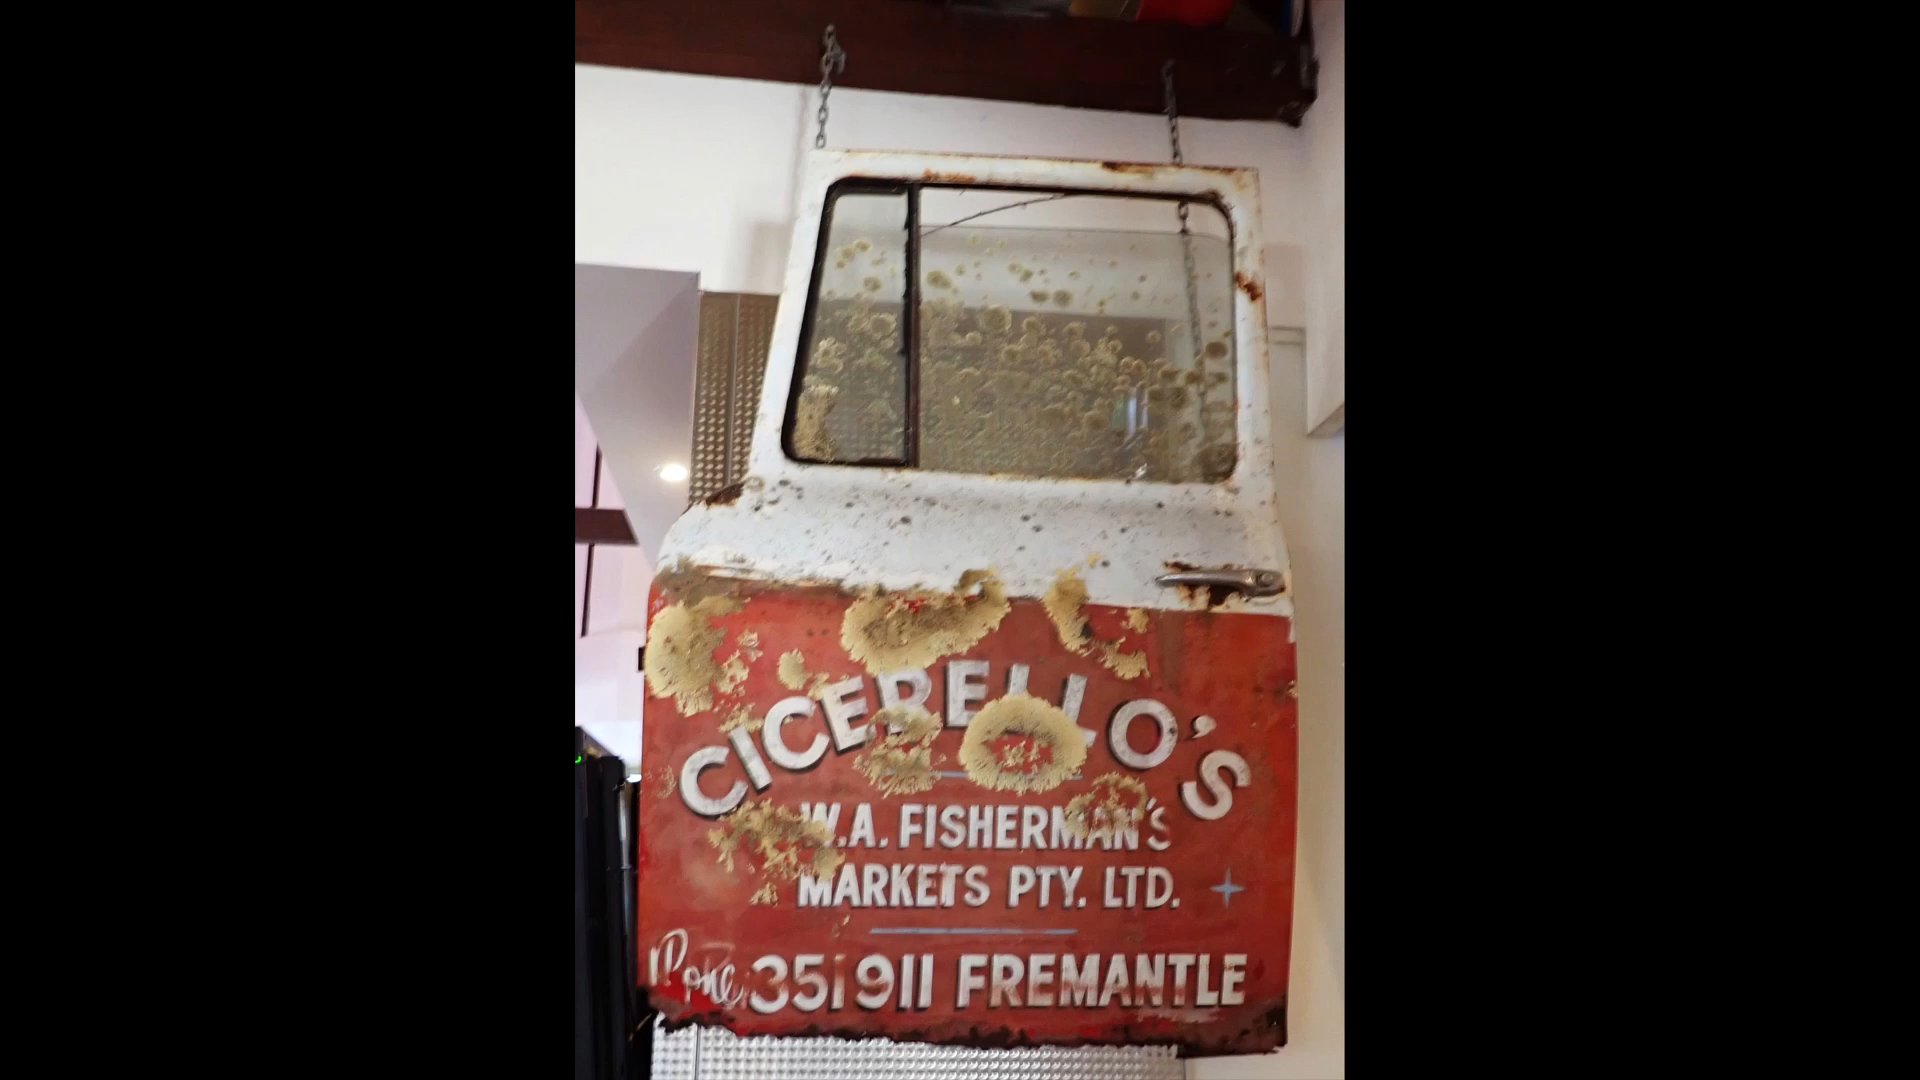 CICERELLO'S
W.A. FISHERMAN'S
MARKETS PTY. LTD.
Phone 351911 FREMANTLE